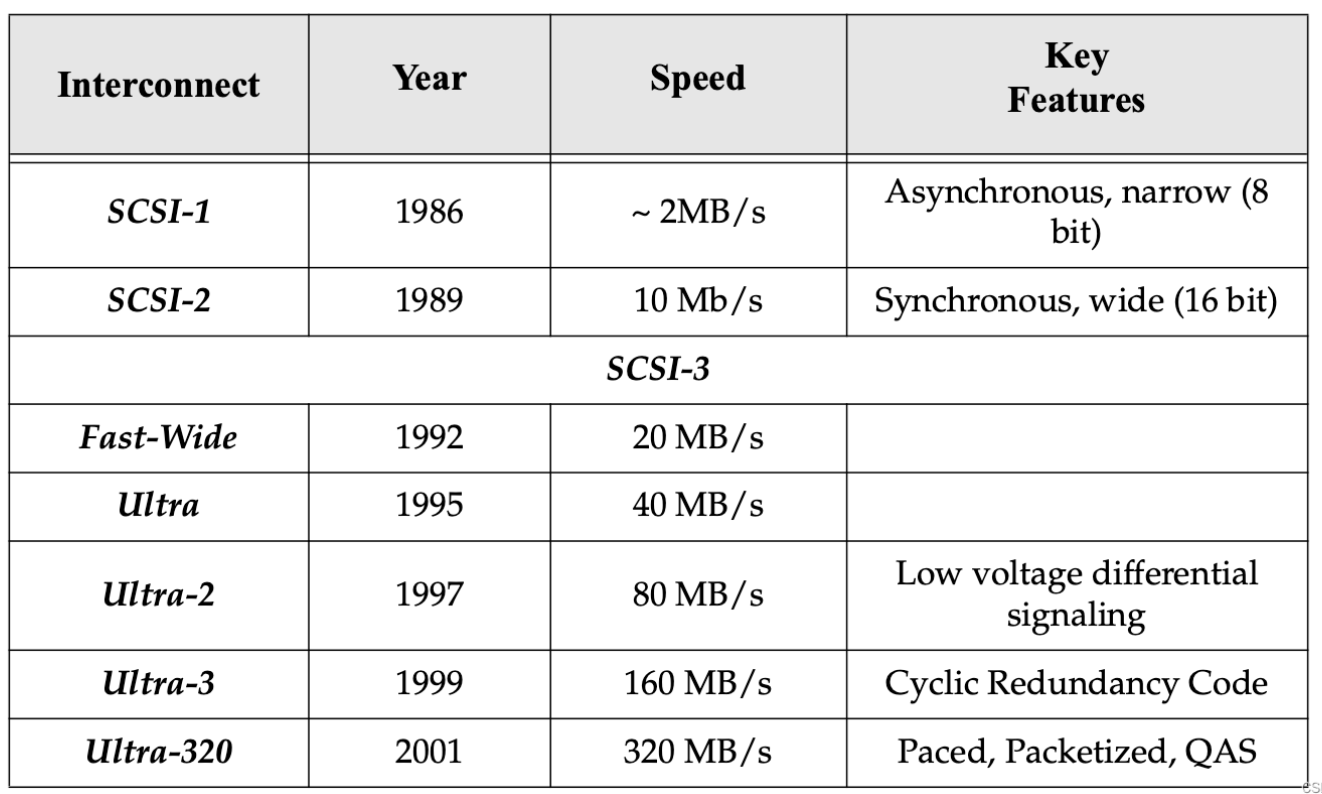 Interconnect Year Speed Key
Features
SCSI-1 1986 ~ 2MB/s Asynchronous, narrow (8
bit)
SCSI-2 1989 10 Mb/s Synchronous, wide (16 bit)
SCSI-3
Fast-Wide 1992 20 MB/s
Ultra 1995 40 MB/s
Ultra-2 1997 80 MB/s Low voltage differential
signaling
Ultra-3 1999 160 MB/s Cyclic Redundancy Code
Ultra-320 2001 320 MB/s Paced, Packetized, QAS